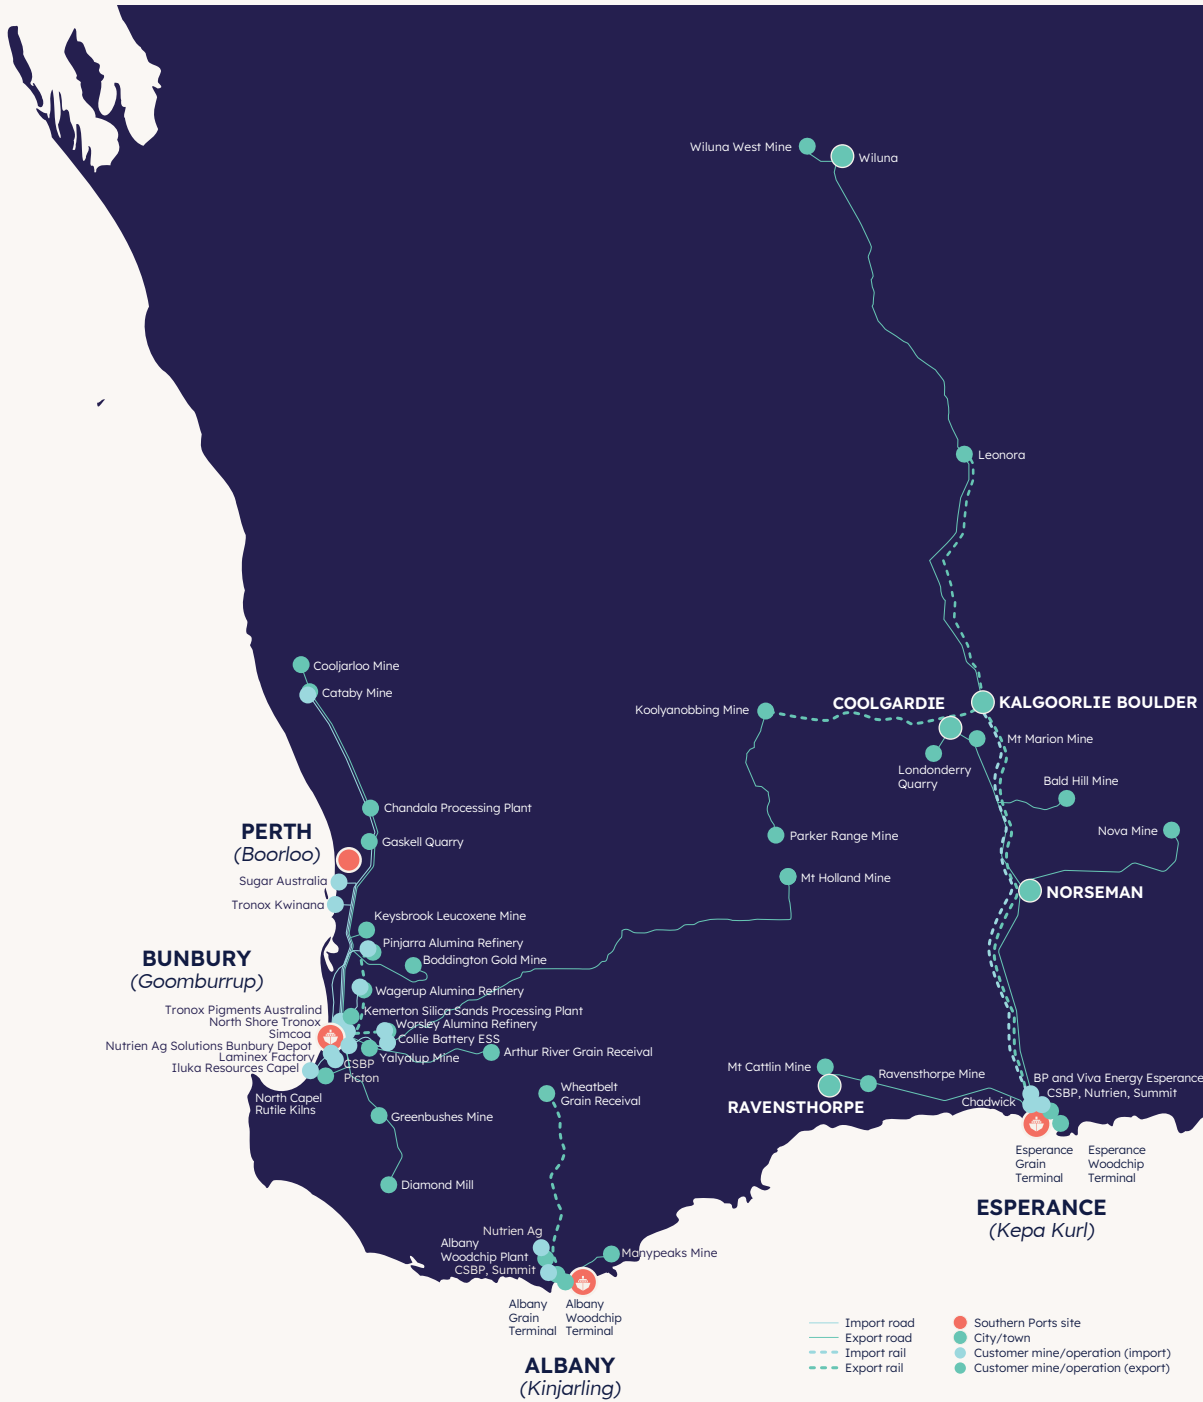 Wiluna West Mine
Wiluna
Leonora
Cooljarloo Mine
Cataby Mine
Koolyanobbing Mine
COOLGARDIE
KALGOORLIE BOULDER
Mt Marion Mine
Londonderry
Quarry
Bald Hill Mine
Chandala Processing Plant
Nova Mine
PERTH
(Boorloo)
Gaskell Quarry
Parker Range Mine
Sugar Australia
Mt Holland Mine
NORSEMAN
Tronox Kwinana
Keysbrook Leucoxene Mine
Pinjarra Alumina Refinery
BUNBURY
(Goomburrup)
Boddington Gold Mine
Wagerup Alumina Refinery
Tronox Pigments Australind
Kemerton Silica Sands Processing Plant
North Shore Tronox
Worsley Alumina Refinery
Simcoa
Collie Battery ESS
Nutrien Ag Solutions Bunbury Depot
Arthur River Grain Receival
Laminex Factory
Yalyalup Mine
Iluka Resources Capel
CSBP
Picton
North Capel
Rutile Kilns
Mt Cattlin Mine
Ravensthorpe Mine
RAVENSTHORPE
BP and Viva Energy Esperance
CSBP, Nutrien, Summit
Chadwick
Wheatbelt
Grain Receival
Greenbushes Mine
Esperance
Grain
Terminal
Esperance
Woodchip
Terminal
Diamond Mill
ESPERANCE
(Kepa Kurl)
Nutrien Ag
Albany
Woodchip Plant
CSBP, Summit
Manypeaks Mine
Albany
Grain
Terminal
Albany
Woodchip
Terminal
ALBANY
(Kinjarling)
Import road
Export road
Import rail
Export rail
Southern Ports site
City/town
Customer mine/operation (import)
Customer mine/operation (export)